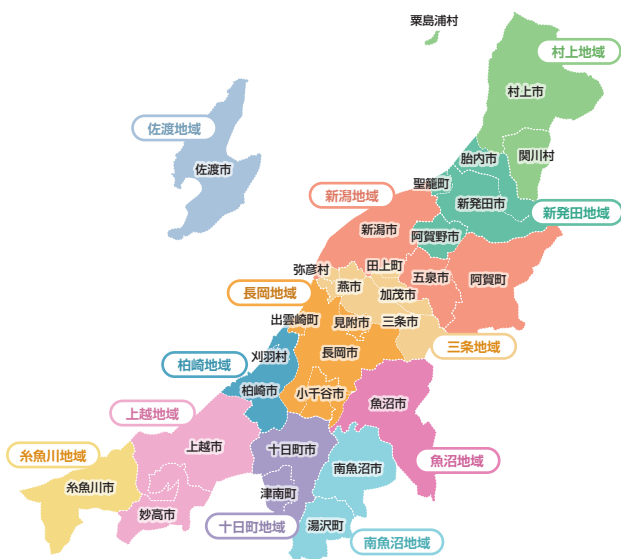 粟島浦村
村上地域
村上市
関川村
胎内市
佐渡地域
佐渡市
聖籠町
新発田市
新潟地域
新発田地域
新潟市
阿賀野市
弥彦村
田上町
五泉市
阿賀町
長岡地域
燕市
加茂市
出雲崎町
見附市
三条市
三条地域
刈羽村
長岡市
柏崎地域
柏崎市
小千谷市
魚沼市
上越地域
上越市
十日町市
糸魚川地域
南魚沼市
魚沼地域
糸魚川市
津南町
妙高市
十日町地域
湯沢町
南魚沼地域